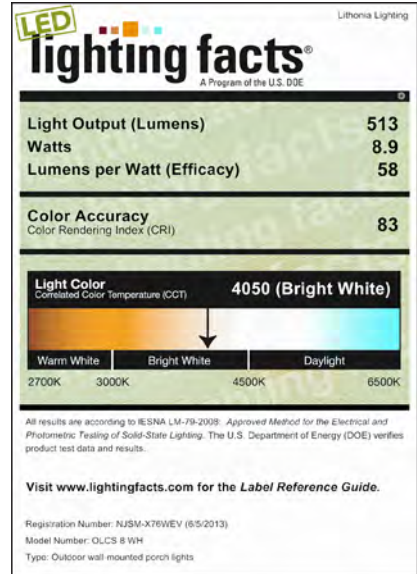 Lithonia Lighting
LED
lighting facts®
A Program of the U.S. DOE
Light Output (Lumens) 513
Watts 8.9
Lumens per Watt (Efficacy) 58
Color Accuracy
Color Rendering Index (CRI) 83
Light Color
Correlated Color Temperature (CCT) 4050 (Bright White)
Warm White Bright White Daylight
2700K 3000K 4500K 6500K
All results are according to IESNA LM-79-2008: Approved Method for the Electrical and
Photometric Testing of Solid-State Lighting. The U.S. Department of Energy (DOE) verifies
product test data and results.
Visit www.lightingfacts.com for the Label Reference Guide.
Registration Number: NJSM-X76WEV (6/5/2013)
Model Number: OLCS 8 WH
Type: Outdoor wall-mounted porch lights